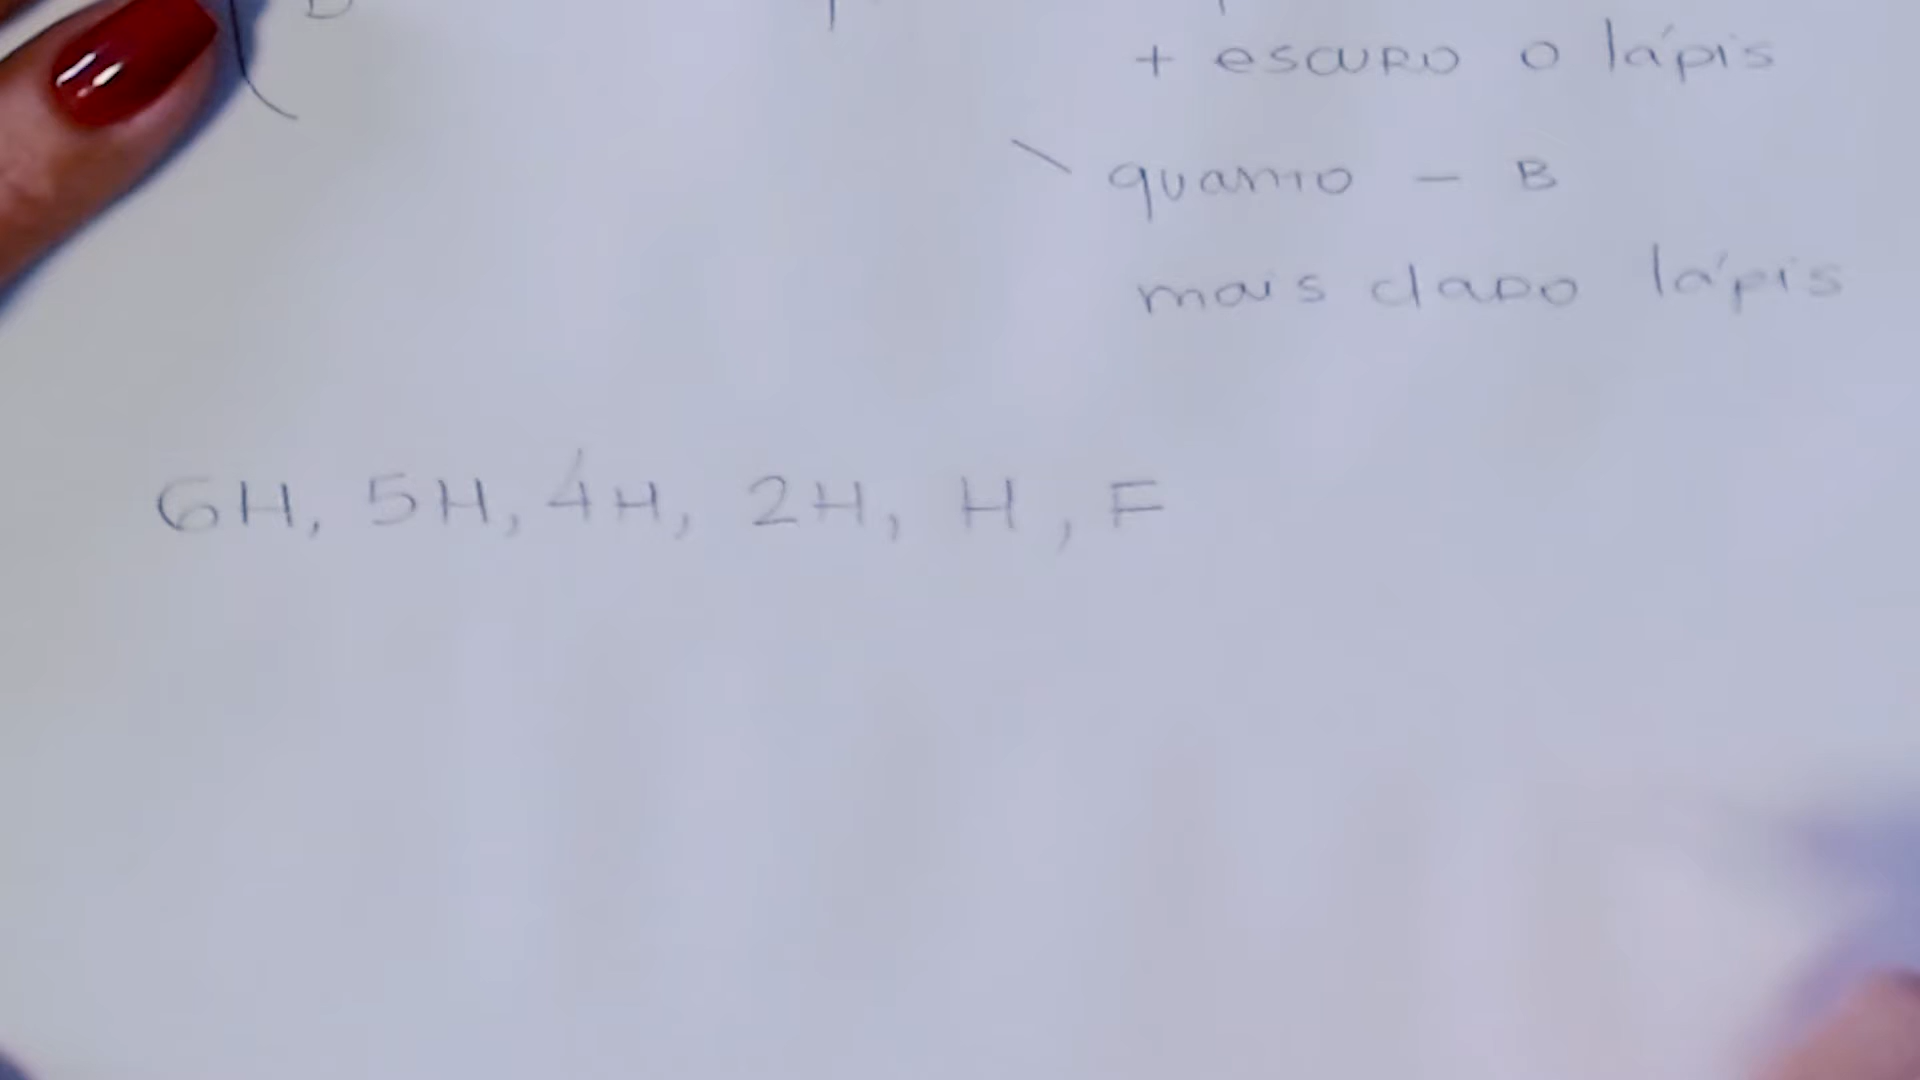 + escuro o lápis
quanto - B
mais claro lápis
6H, 5H, 4H, 2H, H, F